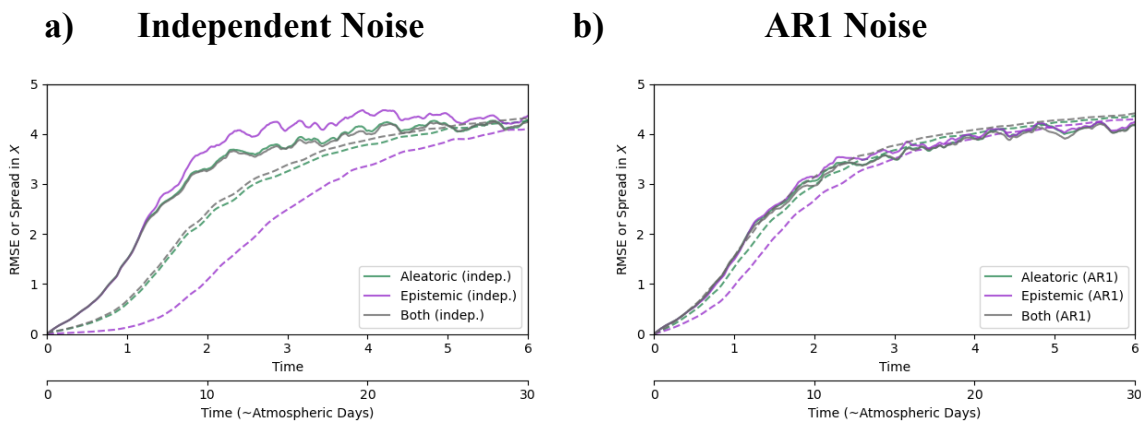 a) Independent Noise
RMSE or Spread in X
5
4
3
2
1
0
Aleatoric (indep.)
Epistemic (indep.)
Both (indep.)
0 1 2 3 4 5 6
Time
0 10 20 30
Time (~Atmospheric Days)
b) AR1 Noise
RMSE or Spread in X
5
4
3
2
1
0
Aleatoric (AR1)
Epistemic (AR1)
Both (AR1)
0 1 2 3 4 5 6
Time
0 10 20 30
Time (~Atmospheric Days)